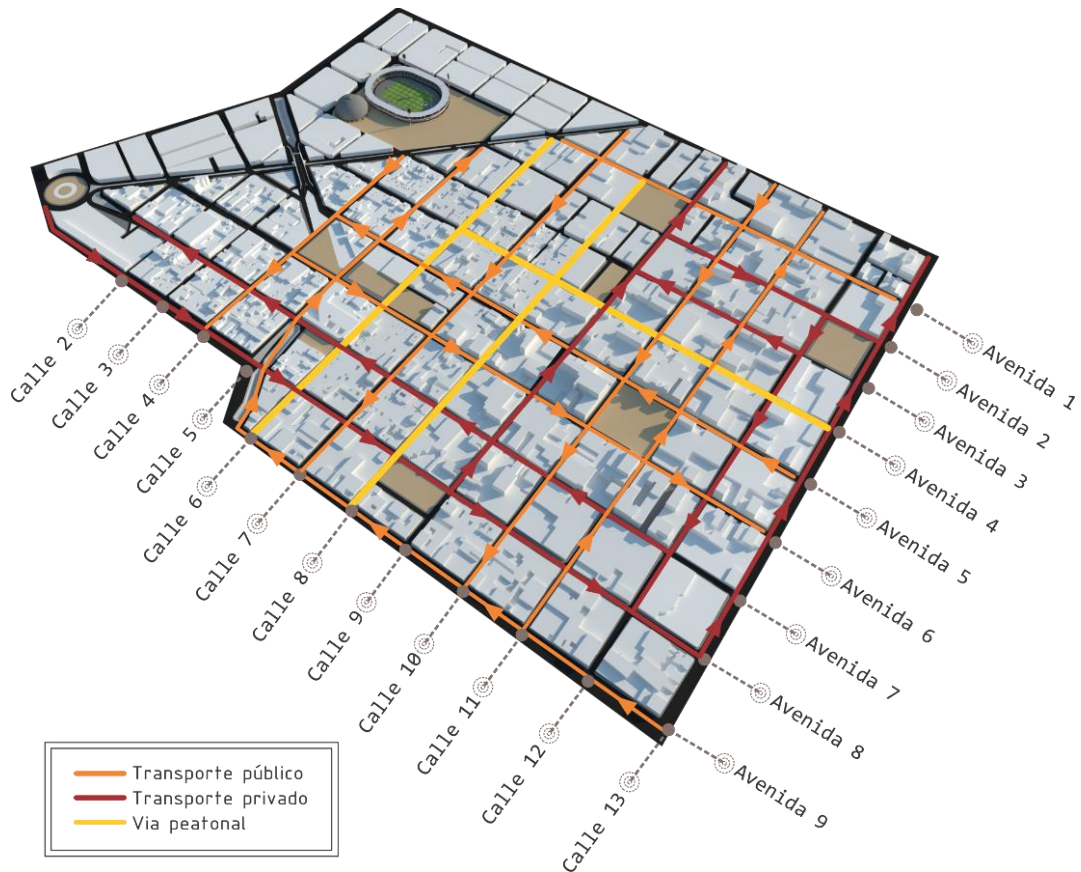 Calle 2
Calle 3
Calle 4
Calle 5
Calle 6
Calle 7
Calle 8
Calle 9
Calle 10
Calle 11
Calle 12
Calle 13
Avenida 1
Avenida 2
Avenida 3
Avenida 4
Avenida 5
Avenida 6
Avenida 7
Avenida 8
Avenida 9
Transporte público
Transporte privado
Via peatonal